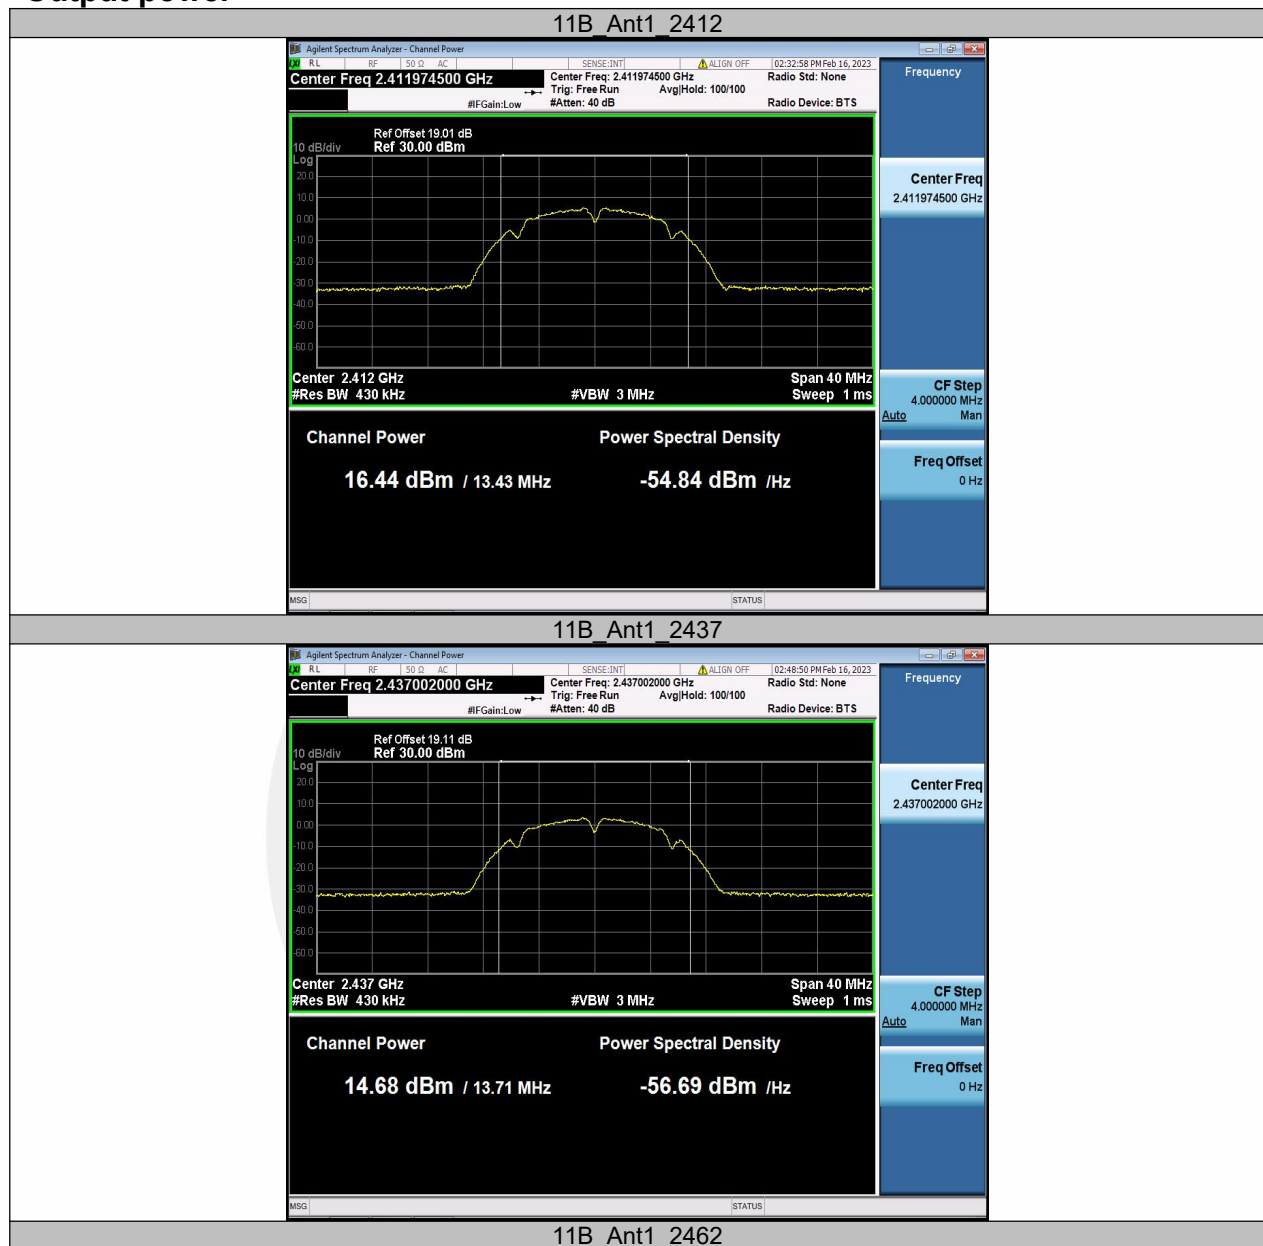 Output power
11B_Ant1_2412
Agilent Spectrum Analyzer - Channel Power
LXI RL RF 50 Ω AC SENSE:INT ALIGN OFF 02:32:58 PM Feb 16, 2023
Center Freq 2.411974500 GHz
Center Freq: 2.411974500 GHz Radio Std: None
Trig: Free Run Avg|Hold: 100/100
#IFGain:Low #Atten: 40 dB Radio Device: BTS
Frequency
Ref Offset 19.01 dB
10 dB/div Ref 30.00 dBm
Log
20.0
10.0
0.00
-10.0
-20.0
-30.0
-40.0
-50.0
-60.0
Center Freq
2.411974500 GHz
Center 2.412 GHz Span 40 MHz
#Res BW 430 kHz #VBW 3 MHz Sweep 1 ms
CF Step
4.000000 MHz
Auto Man
Channel Power Power Spectral Density
16.44 dBm / 13.43 MHz -54.84 dBm /Hz
Freq Offset
0 Hz
MSG STATUS
11B_Ant1_2437
Agilent Spectrum Analyzer - Channel Power
LXI RL RF 50 Ω AC SENSE:INT ALIGN OFF 02:48:50 PM Feb 16, 2023
Center Freq 2.437002000 GHz
Center Freq: 2.437002000 GHz Radio Std: None
Trig: Free Run Avg|Hold: 100/100
#IFGain:Low #Atten: 40 dB Radio Device: BTS
Frequency
Ref Offset 19.11 dB
10 dB/div Ref 30.00 dBm
Log
20.0
10.0
0.00
-10.0
-20.0
-30.0
-40.0
-50.0
-60.0
Center Freq
2.437002000 GHz
Center 2.437 GHz Span 40 MHz
#Res BW 430 kHz #VBW 3 MHz Sweep 1 ms
CF Step
4.000000 MHz
Auto Man
Channel Power Power Spectral Density
14.68 dBm / 13.71 MHz -56.69 dBm /Hz
Freq Offset
0 Hz
MSG STATUS
11B_Ant1_2462